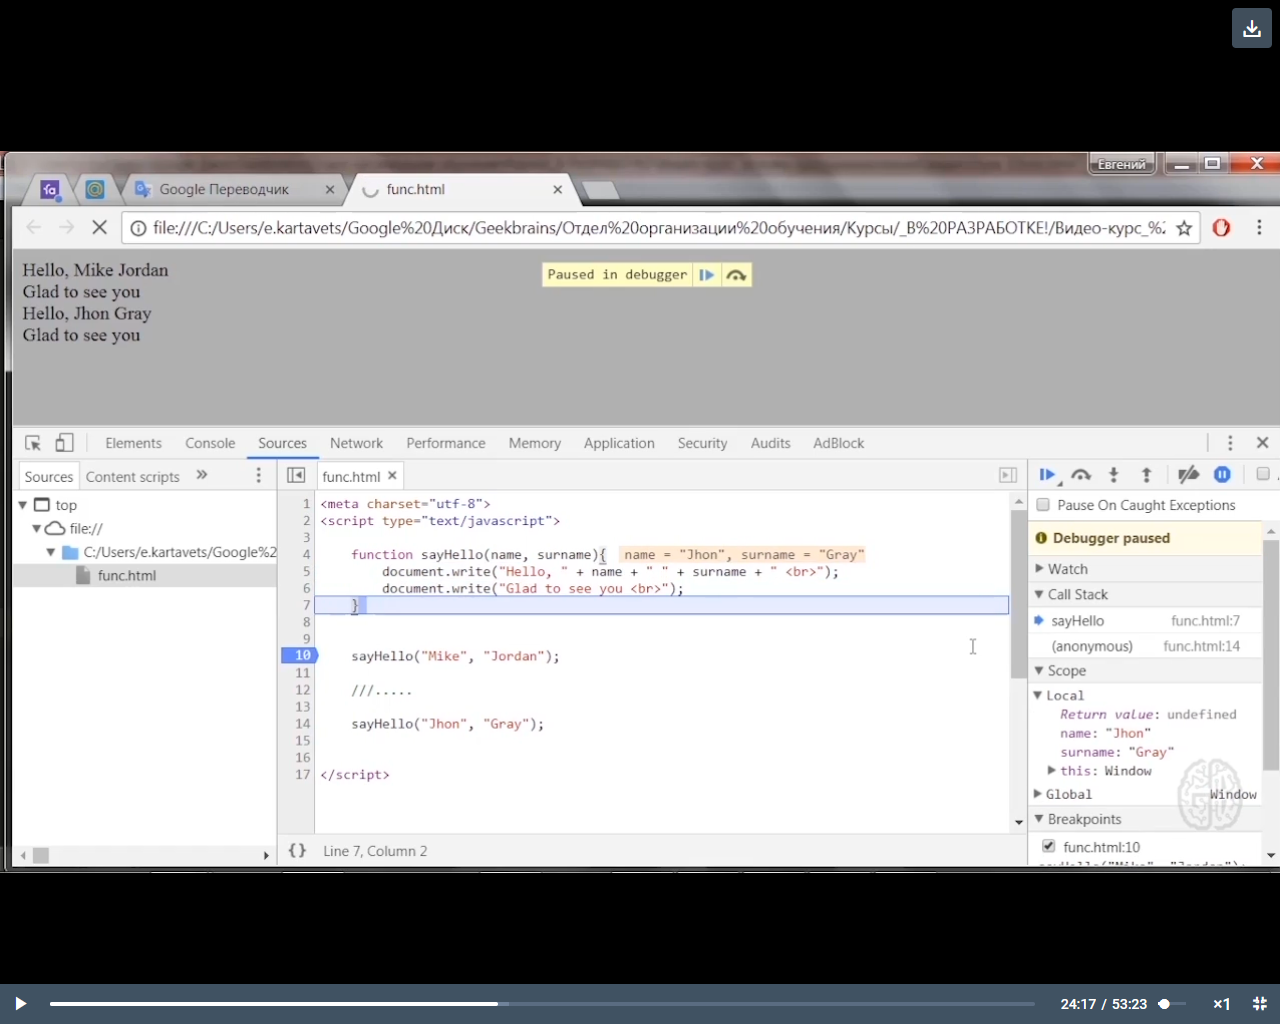 Евгений
Google Переводчик
func.html
file:///C:/Users/e.kartavets/Google%20Диск/Geekbrains/Отдел%20организации%20обучения/Курсы/_В%20РАЗРАБОТКЕ!/Видео-курс_%
Hello, Mike Jordan
Glad to see you
Hello, Jhon Gray
Glad to see you
Paused in debugger
Elements Console Sources Network Performance Memory Application Security Audits AdBlock
Sources Content scripts »
top
file://
C:/Users/e.kartavets/Google%2
func.html
func.html
1 <meta charset="utf-8">
2 <script type="text/javascript">
3
4 function sayHello(name, surname){ name = "Jhon", surname = "Gray"
5 document.write("Hello, " + name + " " + surname + " <br>");
6 document.write("Glad to see you <br>");
7 }
8
9
10 sayHello("Mike", "Jordan");
11
12 ///.....
13
14 sayHello("Jhon", "Gray");
15
16
17 </script>
{} Line 7, Column 2
Pause On Caught Exceptions
Debugger paused
Watch
Call Stack
sayHello func.html:7
(anonymous) func.html:14
Scope
Local
Return value: undefined
name: "Jhon"
surname: "Gray"
this: Window
Global Window
Breakpoints
func.html:10
sayHello("Mike", "Jordan");
24:17 / 53:23 ×1